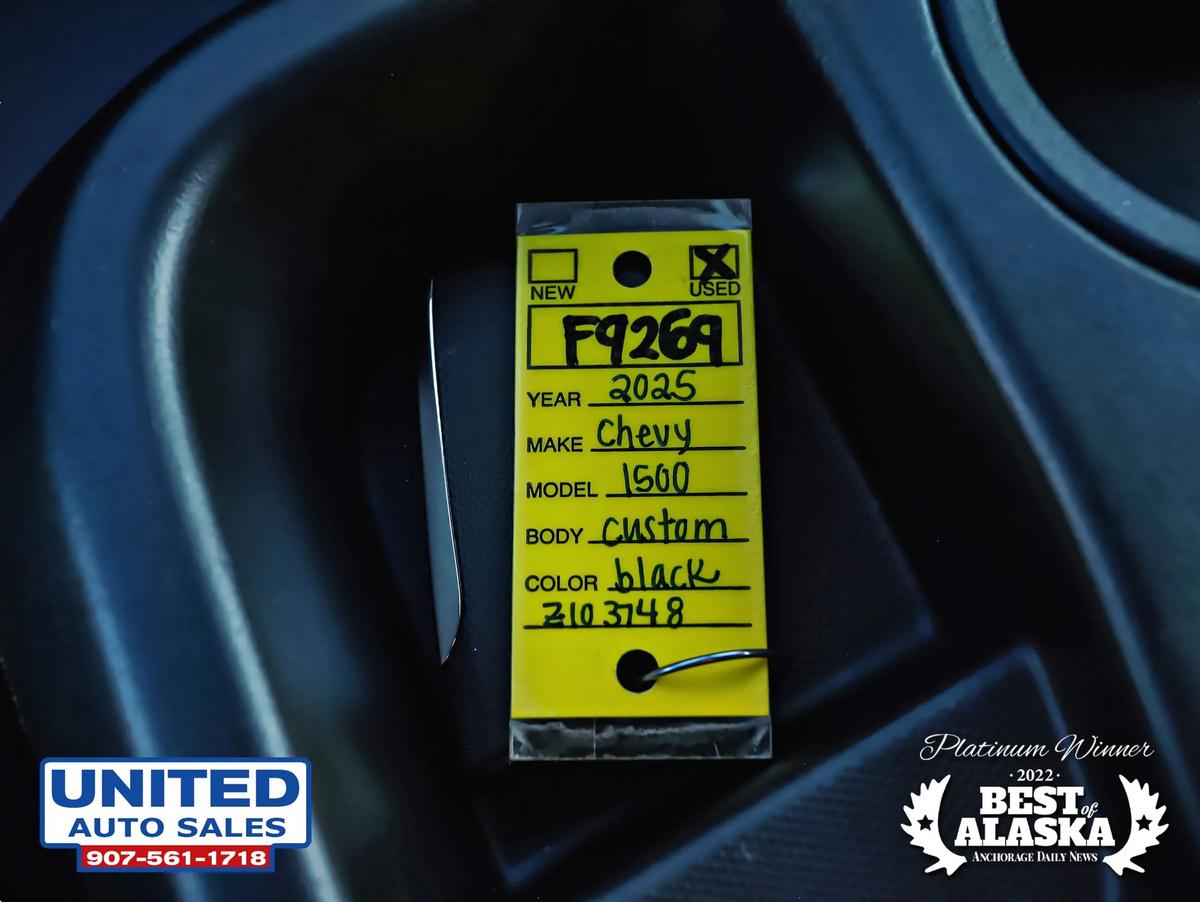 NEW USED
F9269
YEAR 2025
MAKE Chevy
MODEL 1500
BODY custom
COLOR black
Z103748
UNITED
AUTO SALES
907-561-1718
Platinum Winner
·2022·
BEST of
ALASKA
ANCHORAGE DAILY NEWS